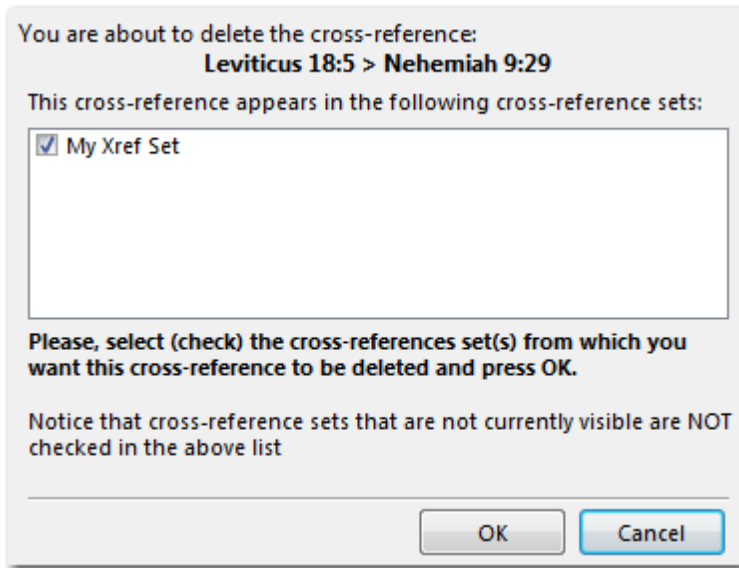 You are about to delete the cross-reference:
Leviticus 18:5 > Nehemiah 9:29
This cross-reference appears in the following cross-reference sets:
My Xref Set
Please, select (check) the cross-references set(s) from which you
want this cross-reference to be deleted and press OK.
Notice that cross-reference sets that are not currently visible are NOT
checked in the above list
OK
Cancel